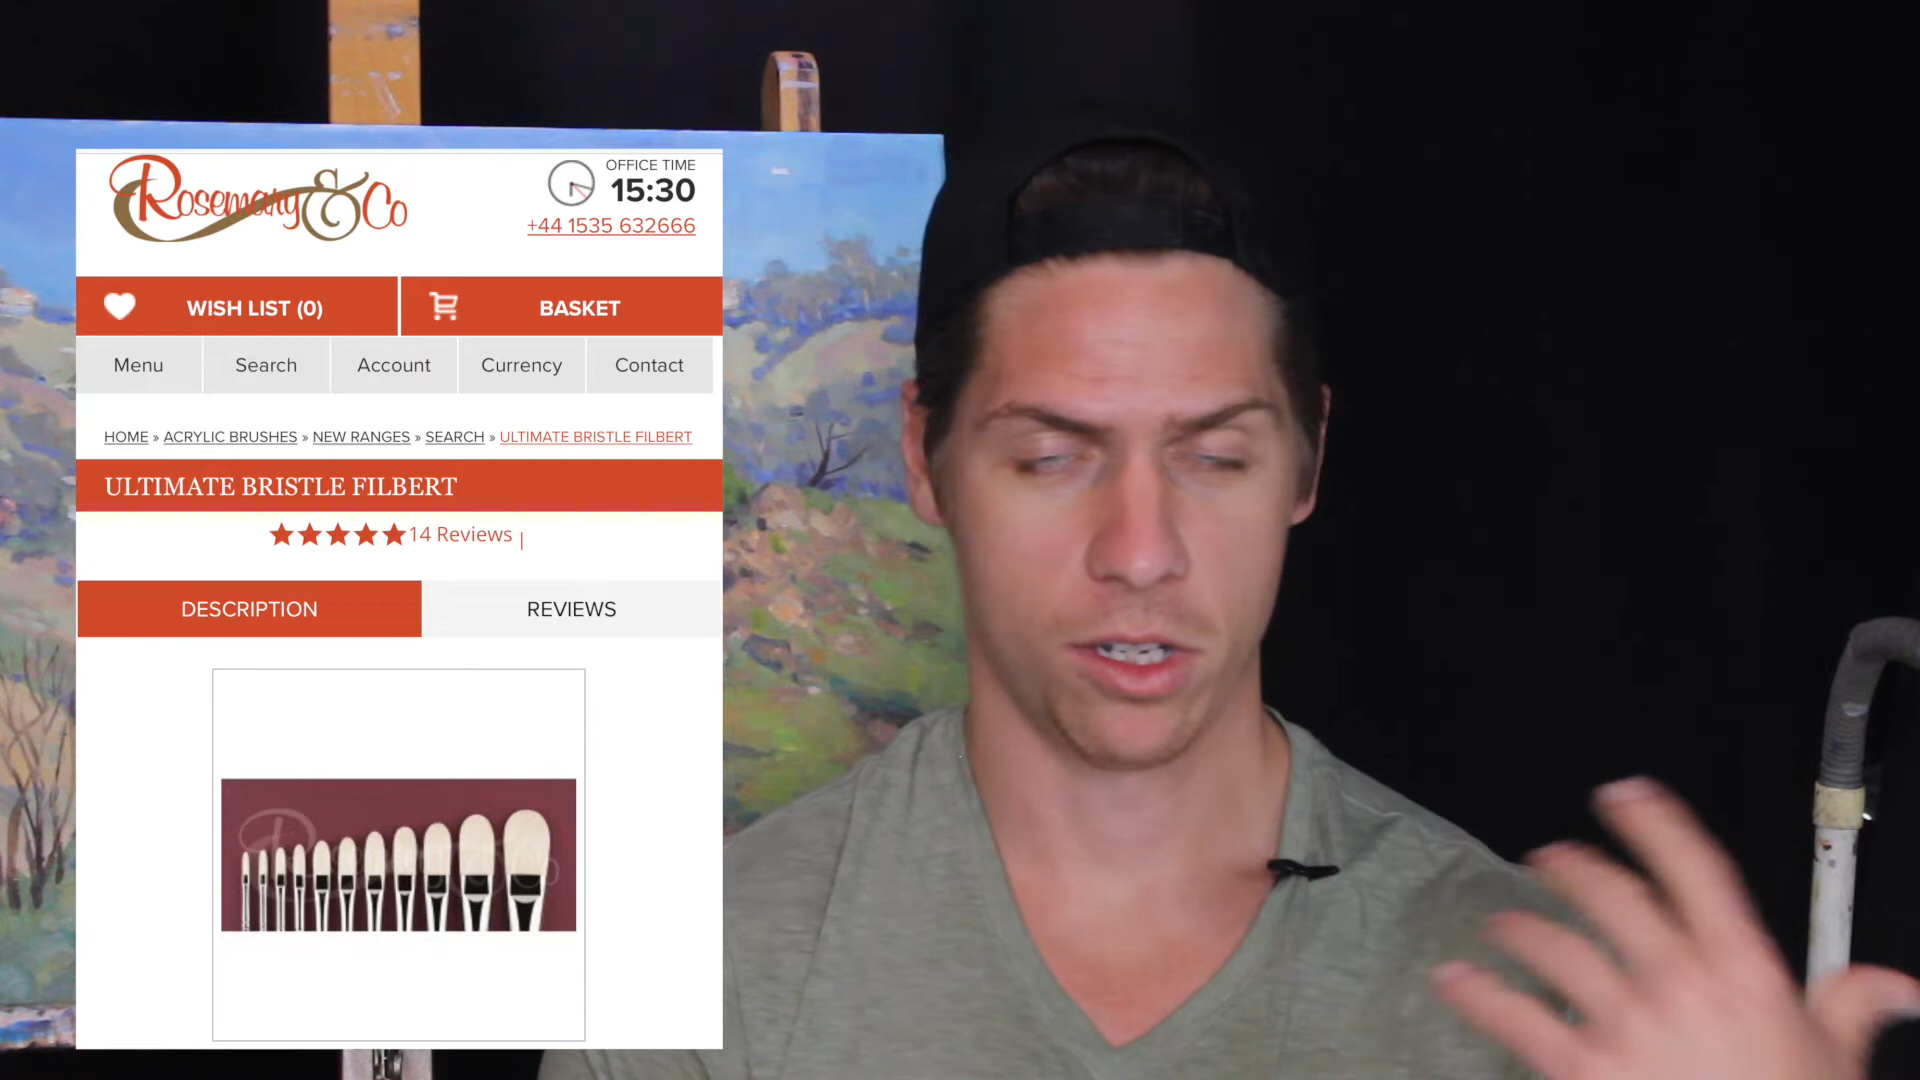 Rosemary & Co
OFFICE TIME
15:30
+44 1535 632666
WISH LIST (0)
BASKET
Menu
Search
Account
Currency
Contact
HOME » ACRYLIC BRUSHES » NEW RANGES » SEARCH » ULTIMATE BRISTLE FILBERT
ULTIMATE BRISTLE FILBERT
14 Reviews |
DESCRIPTION
REVIEWS